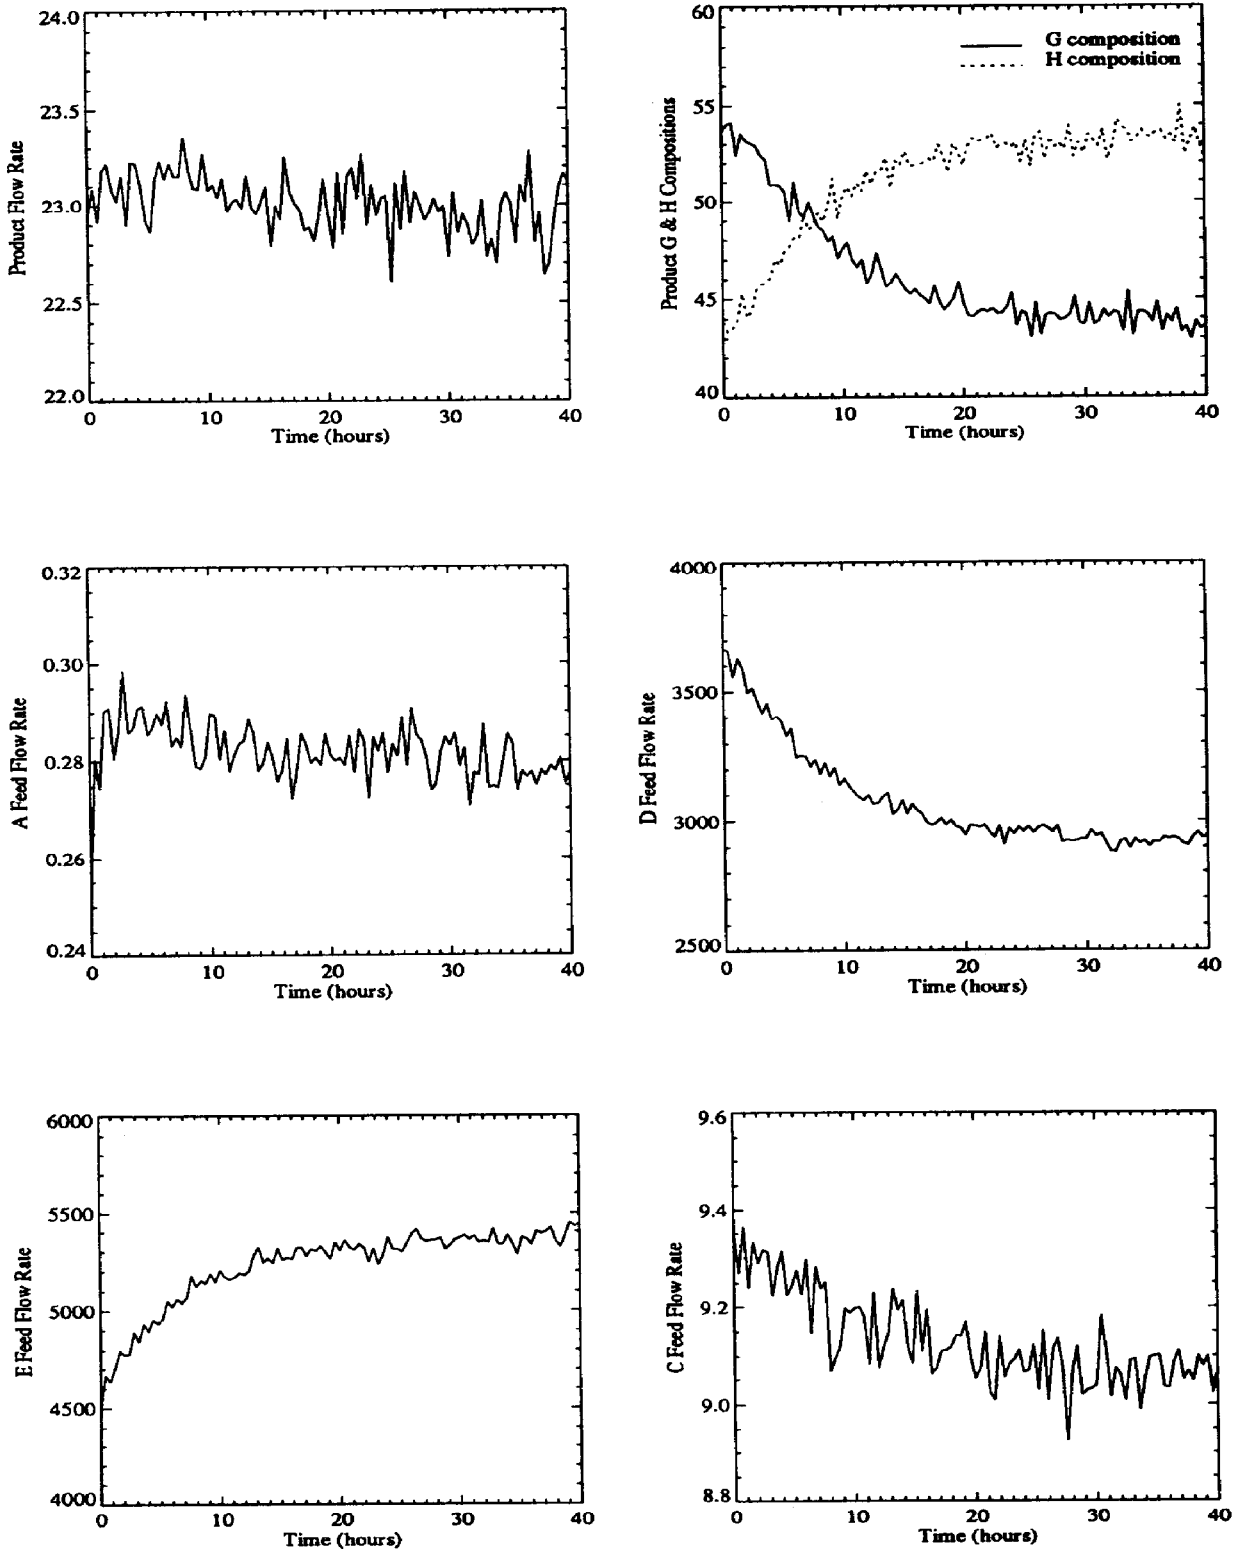 24.0
23.5
23.0
22.5
22.0
Product Flow Rate
0 10 20 30 40
Time (hours)
60
55
50
45
40
Product G & H Compositions
G composition
H composition
0 10 20 30 40
Time (hours)
0.32
0.30
0.28
0.26
0.24
A Feed Flow Rate
0 10 20 30 40
Time (hours)
4000
3500
3000
2500
D Feed Flow Rate
0 10 20 30 40
Time (hours)
6000
5500
5000
4500
4000
E Feed Flow Rate
0 10 20 30 40
Time (hours)
9.6
9.4
9.2
9.0
8.8
C Feed Flow Rate
0 10 20 30 40
Time (hours)